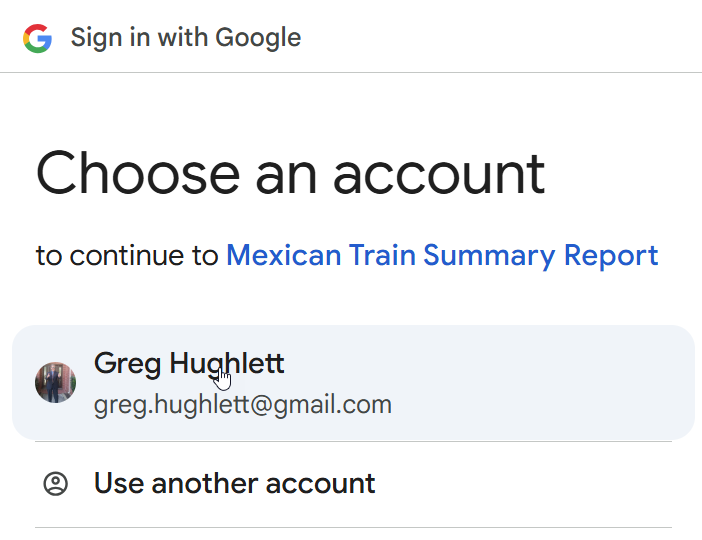 Sign in with Google
Choose an account
to continue to Mexican Train Summary Report
Greg Hughlett
greg.hughlett@gmail.com
Use another account